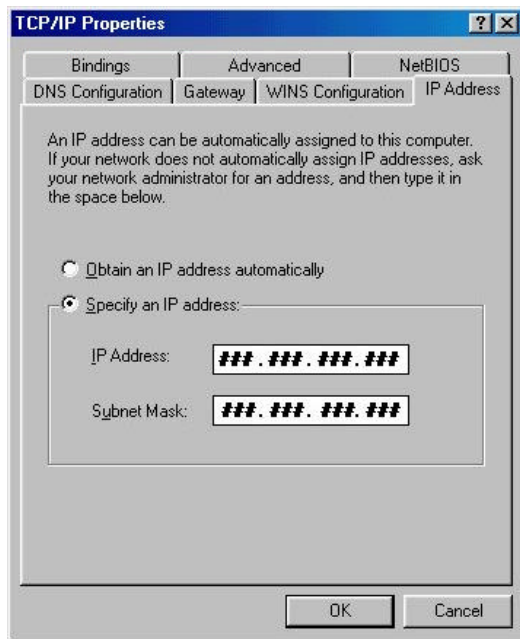 TCP/IP Properties
Bindings
Advanced
NetBIOS
DNS Configuration
Gateway
WINS Configuration
IP Address
An IP address can be automatically assigned to this computer.
If your network does not automatically assign IP addresses, ask
your network administrator for an address, and then type it in
the space below.
Obtain an IP address automatically
Specify an IP address:
IP Address:
###.###.###.###
Subnet Mask:
###.###.###.###
OK
Cancel